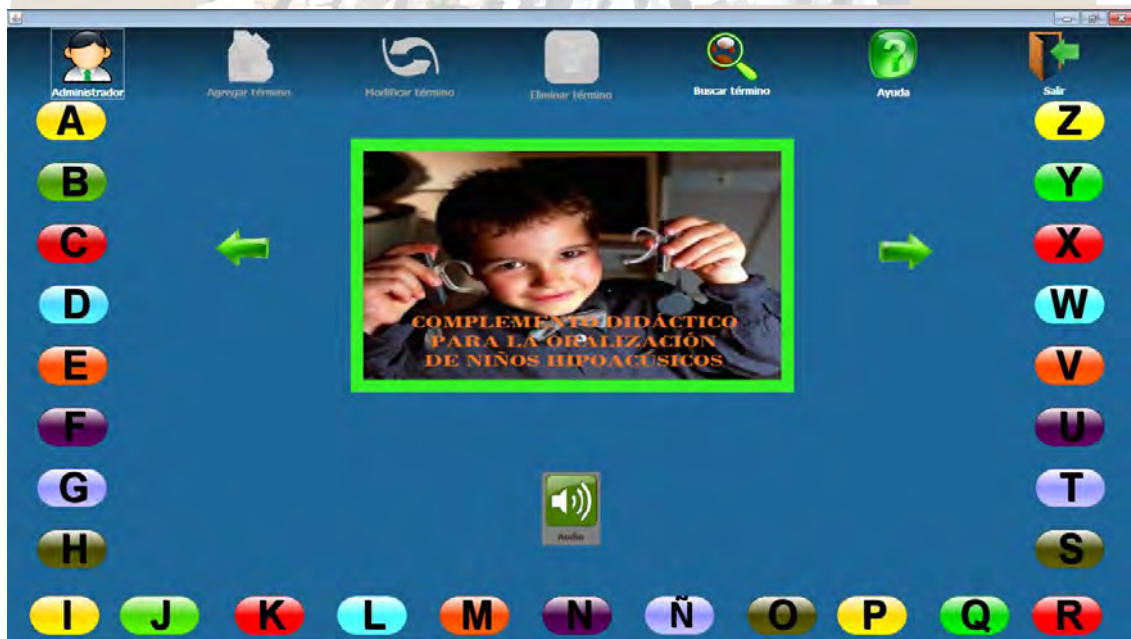 Administrador
Agregar término
Modificar término
Eliminar término
Buscar término
Ayuda
Salir
A
Z
B
Y
C
X
D
W
E
V
F
U
G
T
H
S
COMPLEMENTO DIDÁCTICO
PARA LA ORALIZACIÓN
DE NIÑOS HIPOACÚSICOS
Audio
I
J
K
L
M
N
Ñ
O
P
Q
R